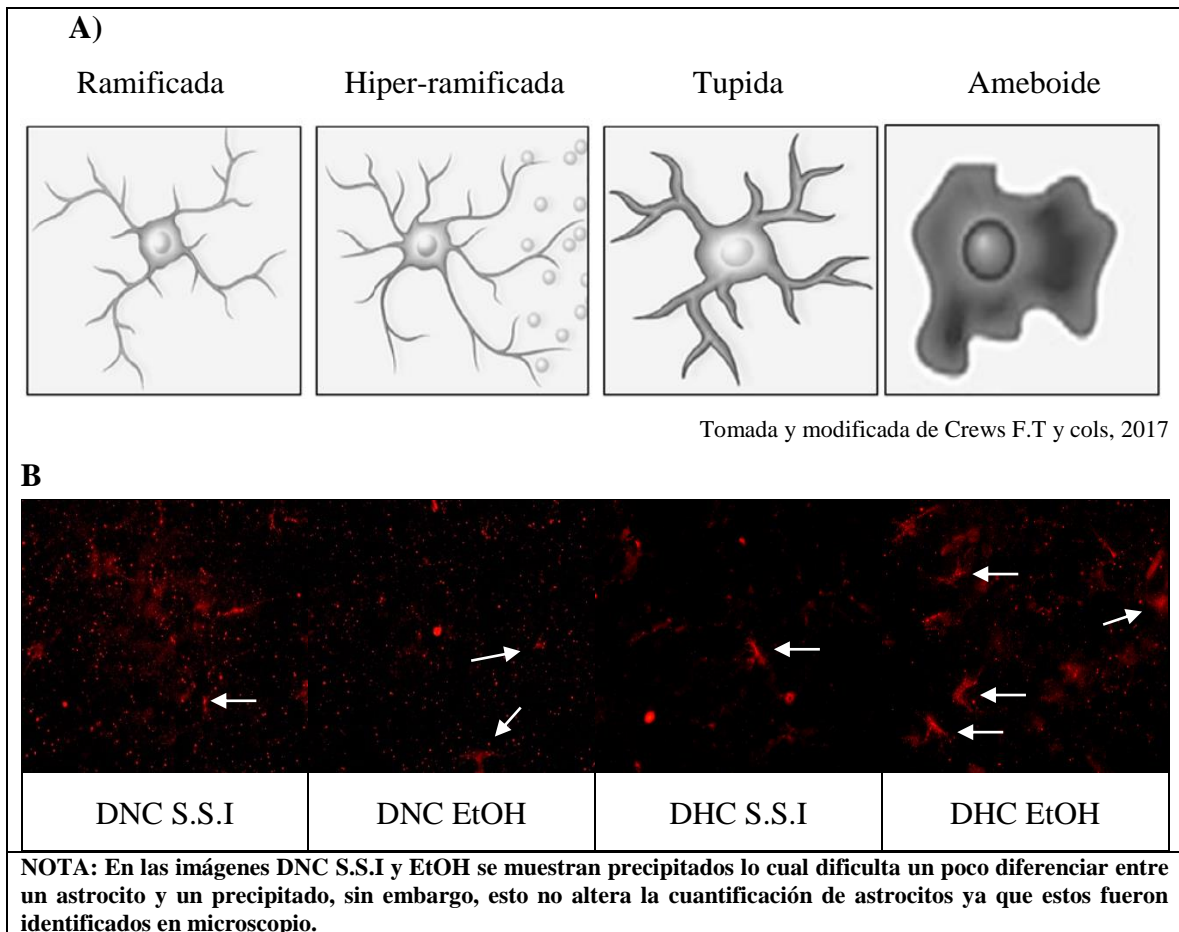 A)
Ramificada Hiper-ramificada Tupida Ameboide
Tomada y modificada de Crews F.T y cols, 2017
B
DNC S.S.I DNC EtOH DHC S.S.I DHC EtOH
NOTA: En las imágenes DNC S.S.I y EtOH se muestran precipitados lo cual dificulta un poco diferenciar entre
un astrocito y un precipitado, sin embargo, esto no altera la cuantificación de astrocitos ya que estos fueron
identificados en microscopio.